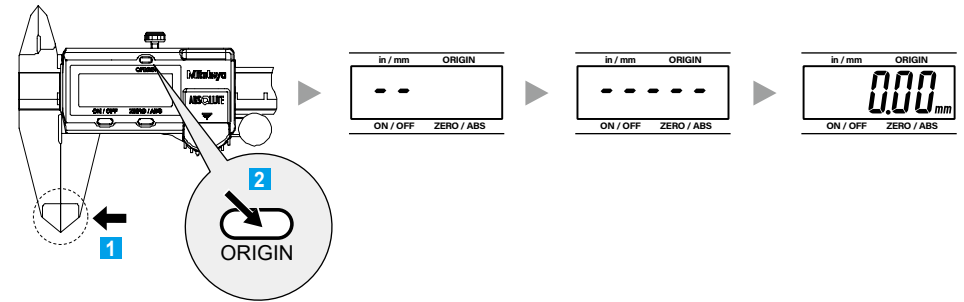 ORIGIN
Mitutoyo
ABSOLUTE
ON / OFF ZERO / ABS
1
2
ORIGIN
in / mm ORIGIN
- -
ON / OFF ZERO / ABS
in / mm ORIGIN
- - - - -
ON / OFF ZERO / ABS
in / mm ORIGIN
0.00 mm
ON / OFF ZERO / ABS